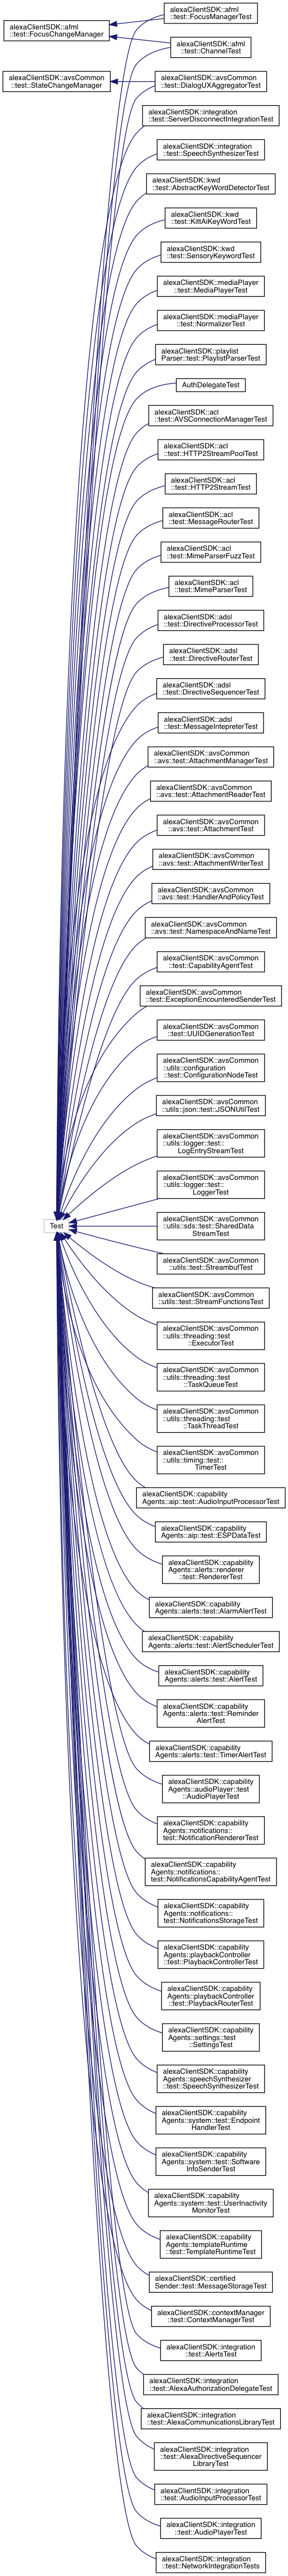 alexaClientSDK::afml
::test::FocusChangeManager
alexaClientSDK::avsCommon
::test::StateChangeManager
Test
alexaClientSDK::afml
::test::FocusManagerTest
alexaClientSDK::afml
::test::ChannelTest
alexaClientSDK::avsCommon
::test::DialogUXAggregatorTest
alexaClientSDK::integration
::test::ServerDisconnectIntegrationTest
alexaClientSDK::integration
::test::SpeechSynthesizerTest
alexaClientSDK::kwd
::test::AbstractKeyWordDetectorTest
alexaClientSDK::kwd
::test::KittAiKeyWordTest
alexaClientSDK::kwd
::test::SensoryKeywordTest
alexaClientSDK::mediaPlayer
::test::MediaPlayerTest
alexaClientSDK::mediaPlayer
::test::NormalizerTest
alexaClientSDK::playlist
Parser::test::PlaylistParserTest
AuthDelegateTest
alexaClientSDK::acl
::test::AVSConnectionManagerTest
alexaClientSDK::acl
::test::HTTP2StreamPoolTest
alexaClientSDK::acl
::test::HTTP2StreamTest
alexaClientSDK::acl
::test::MessageRouterTest
alexaClientSDK::acl
::test::MimeParserFuzzTest
alexaClientSDK::acl
::test::MimeParserTest
alexaClientSDK::adsl
::test::DirectiveProcessorTest
alexaClientSDK::adsl
::test::DirectiveRouterTest
alexaClientSDK::adsl
::test::DirectiveSequencerTest
alexaClientSDK::adsl
::test::MessageIntepreterTest
alexaClientSDK::avsCommon
::avs::test::AttachmentManagerTest
alexaClientSDK::avsCommon
::avs::test::AttachmentReaderTest
alexaClientSDK::avsCommon
::avs::test::AttachmentTest
alexaClientSDK::avsCommon
::avs::test::AttachmentWriterTest
alexaClientSDK::avsCommon
::avs::test::HandlerAndPolicyTest
alexaClientSDK::avsCommon
::avs::test::NamespaceAndNameTest
alexaClientSDK::avsCommon
::test::CapabilityAgentTest
alexaClientSDK::avsCommon
::test::ExceptionEncounteredSenderTest
alexaClientSDK::avsCommon
::test::UUIDGenerationTest
alexaClientSDK::avsCommon
::utils::configuration
::test::ConfigurationNodeTest
alexaClientSDK::avsCommon
::utils::json::test::JSONUtilTest
alexaClientSDK::avsCommon
::utils::logger::test::
LogEntryStreamTest
alexaClientSDK::avsCommon
::utils::logger::test::
LoggerTest
alexaClientSDK::avsCommon
::utils::sds::test::SharedData
StreamTest
alexaClientSDK::avsCommon
::utils::test::StreambufTest
alexaClientSDK::avsCommon
::utils::test::StreamFunctionsTest
alexaClientSDK::avsCommon
::utils::threading::test
::ExecutorTest
alexaClientSDK::avsCommon
::utils::threading::test
::TaskQueueTest
alexaClientSDK::avsCommon
::utils::threading::test
::TaskThreadTest
alexaClientSDK::avsCommon
::utils::timing::test::
TimerTest
alexaClientSDK::capability
Agents::aip::test::AudioInputProcessorTest
alexaClientSDK::capability
Agents::aip::test::ESPDataTest
alexaClientSDK::capability
Agents::alerts::renderer
::test::RendererTest
alexaClientSDK::capability
Agents::alerts::test::AlarmAlertTest
alexaClientSDK::capability
Agents::alerts::test::AlertSchedulerTest
alexaClientSDK::capability
Agents::alerts::test::AlertTest
alexaClientSDK::capability
Agents::alerts::test::Reminder
AlertTest
alexaClientSDK::capability
Agents::alerts::test::TimerAlertTest
alexaClientSDK::capability
Agents::audioPlayer::test
::AudioPlayerTest
alexaClientSDK::capability
Agents::notifications::
test::NotificationRendererTest
alexaClientSDK::capability
Agents::notifications::
test::NotificationsCapabilityAgentTest
alexaClientSDK::capability
Agents::notifications::
test::NotificationsStorageTest
alexaClientSDK::capability
Agents::playbackController
::test::PlaybackControllerTest
alexaClientSDK::capability
Agents::playbackController
::test::PlaybackRouterTest
alexaClientSDK::capability
Agents::settings::test
::SettingsTest
alexaClientSDK::capability
Agents::speechSynthesizer
::test::SpeechSynthesizerTest
alexaClientSDK::capability
Agents::system::test::Endpoint
HandlerTest
alexaClientSDK::capability
Agents::system::test::Software
InfoSenderTest
alexaClientSDK::capability
Agents::system::test::UserInactivity
MonitorTest
alexaClientSDK::capability
Agents::templateRuntime
::test::TemplateRuntimeTest
alexaClientSDK::certified
Sender::test::MessageStorageTest
alexaClientSDK::contextManager
::test::ContextManagerTest
alexaClientSDK::integration
::test::AlertsTest
alexaClientSDK::integration
::test::AlexaAuthorizationDelegateTest
alexaClientSDK::integration
::test::AlexaCommunicationsLibraryTest
alexaClientSDK::integration
::test::AlexaDirectiveSequencer
LibraryTest
alexaClientSDK::integration
::test::AudioInputProcessorTest
alexaClientSDK::integration
::test::AudioPlayerTest
alexaClientSDK::integration
::test::NetworkIntegrationTests